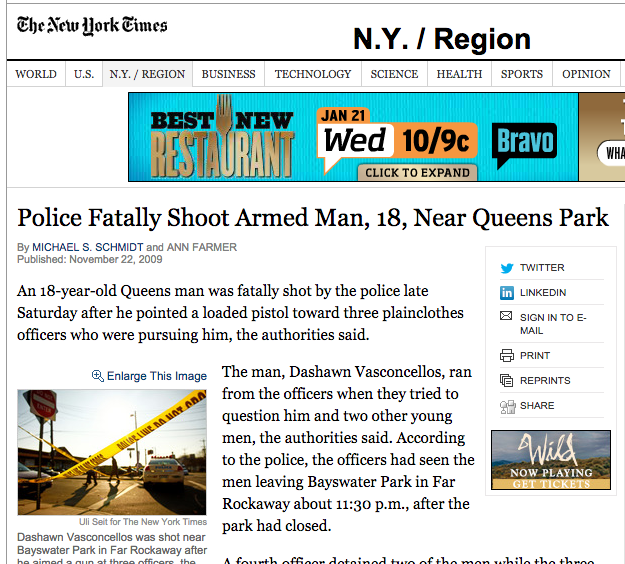 The New York Times
N.Y. / Region
WORLD U.S. N.Y. / REGION BUSINESS TECHNOLOGY SCIENCE HEALTH SPORTS OPINION
BEST NEW
RESTAURANT
JAN 21
Wed 10/9c
Bravo
CLICK TO EXPAND
WHA
Police Fatally Shoot Armed Man, 18, Near Queens Park
By MICHAEL S. SCHMIDT and ANN FARMER
Published: November 22, 2009
An 18-year-old Queens man was fatally shot by the police late
Saturday after he pointed a loaded pistol toward three plainclothes
officers who were pursuing him, the authorities said.
TWITTER
LINKEDIN
SIGN IN TO E-
MAIL
PRINT
REPRINTS
SHARE
Wild
NOW PLAYING
GET TICKETS
Enlarge This Image
POLICE LINE DO NOT CRO
Uli Seit for The New York Times
Dashawn Vasconcellos was shot near
Bayswater Park in Far Rockaway after
he aimed a gun at three officers, the
The man, Dashawn Vasconcellos, ran
from the officers when they tried to
question him and two other young
men, the authorities said. According
to the police, the officers had seen the
men leaving Bayswater Park in Far
Rockaway about 11:30 p.m., after the
park had closed.
A fourth officer detained two of the men while the three